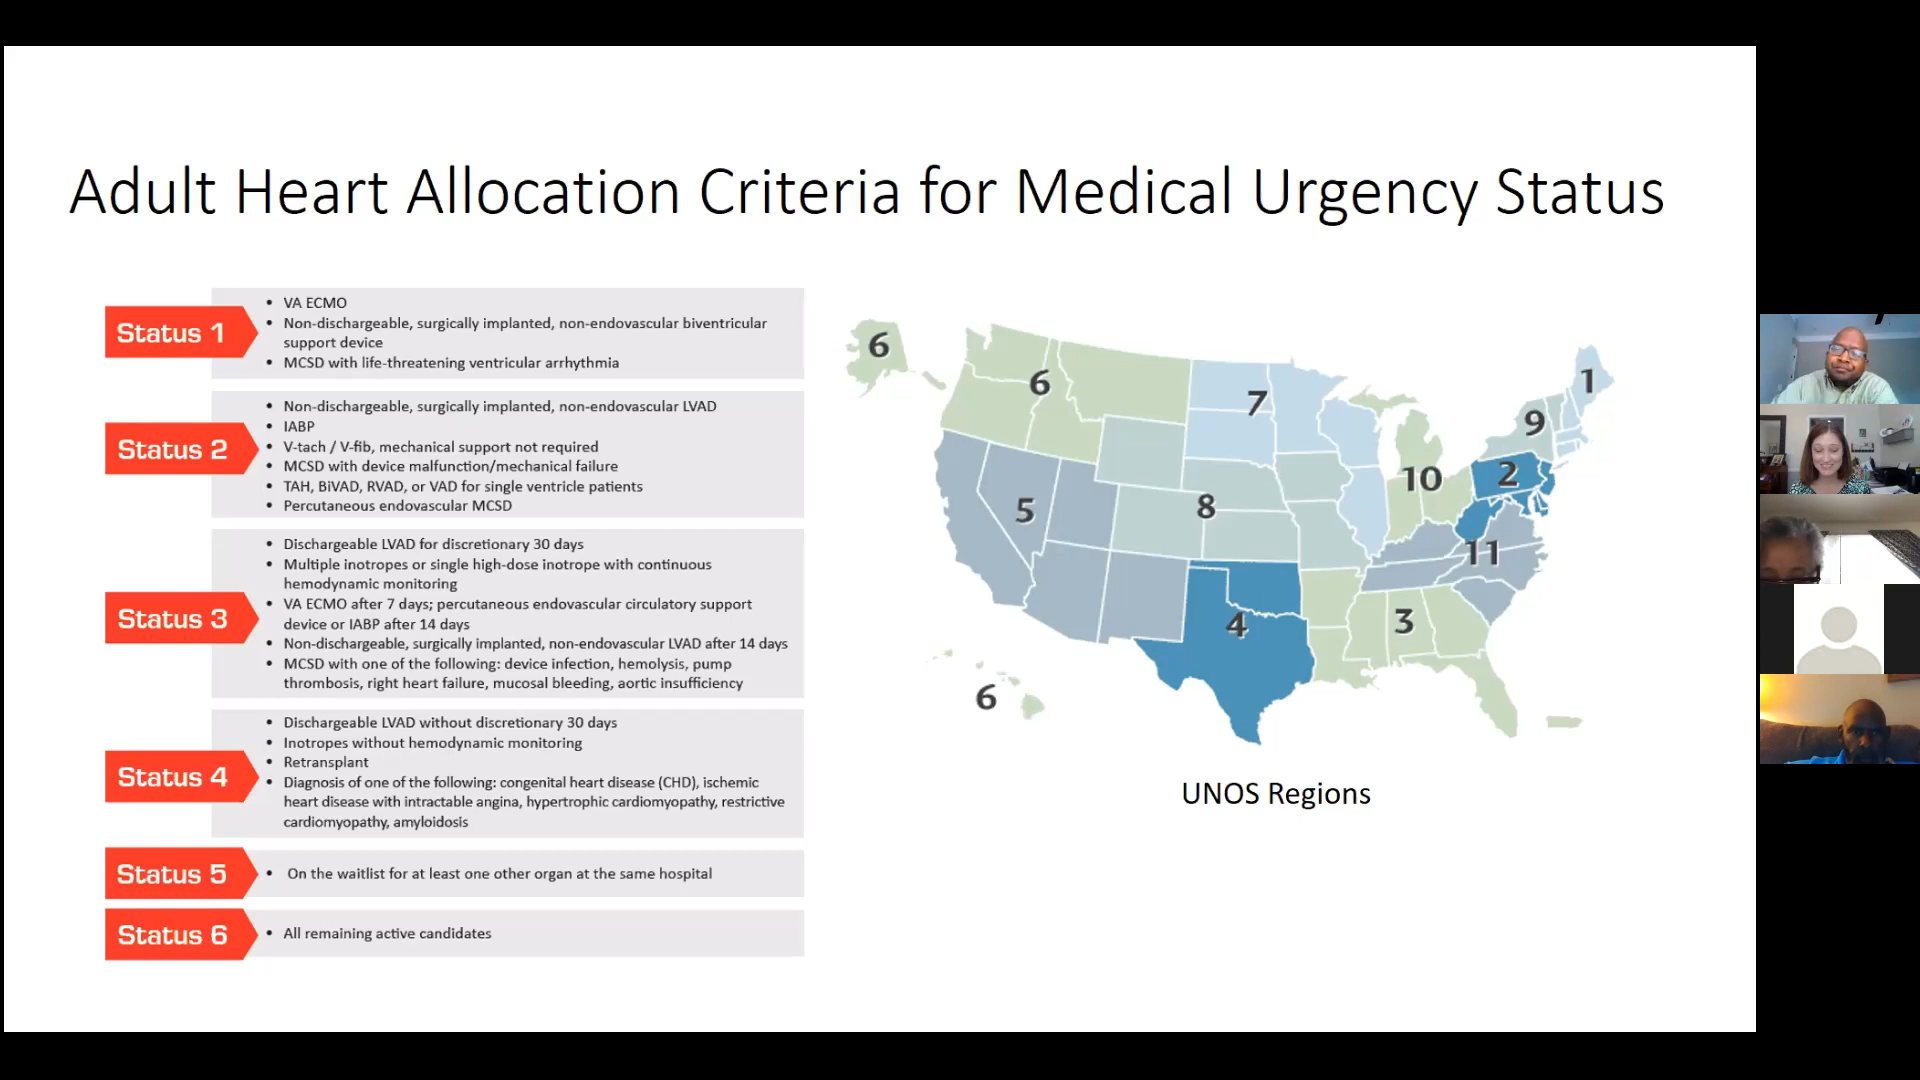 Adult Heart Allocation Criteria for Medical Urgency Status
Status 1
• VA ECMO
• Non-dischargeable, surgically implanted, non-endovascular biventricular
support device
• MCSD with life-threatening ventricular arrhythmia
Status 2
• Non-dischargeable, surgically implanted, non-endovascular LVAD
• IABP
• V-tach / V-fib, mechanical support not required
• MCSD with device malfunction/mechanical failure
• TAH, BiVAD, RVAD, or VAD for single ventricle patients
• Percutaneous endovascular MCSD
Status 3
• Dischargeable LVAD for discretionary 30 days
• Multiple inotropes or single high-dose inotrope with continuous
hemodynamic monitoring
• VA ECMO after 7 days; percutaneous endovascular circulatory support
device or IABP after 14 days
• Non-dischargeable, surgically implanted, non-endovascular LVAD after 14 days
• MCSD with one of the following: device infection, hemolysis, pump
thrombosis, right heart failure, mucosal bleeding, aortic insufficiency
Status 4
• Dischargeable LVAD without discretionary 30 days
• Inotropes without hemodynamic monitoring
• Retransplant
• Diagnosis of one of the following: congenital heart disease (CHD), ischemic
heart disease with intractable angina, hypertrophic cardiomyopathy, restrictive
cardiomyopathy, amyloidosis
Status 5
• On the waitlist for at least one other organ at the same hospital
Status 6
• All remaining active candidates
6
6
7
1
9
2
10
5
8
11
4
3
6
UNOS Regions